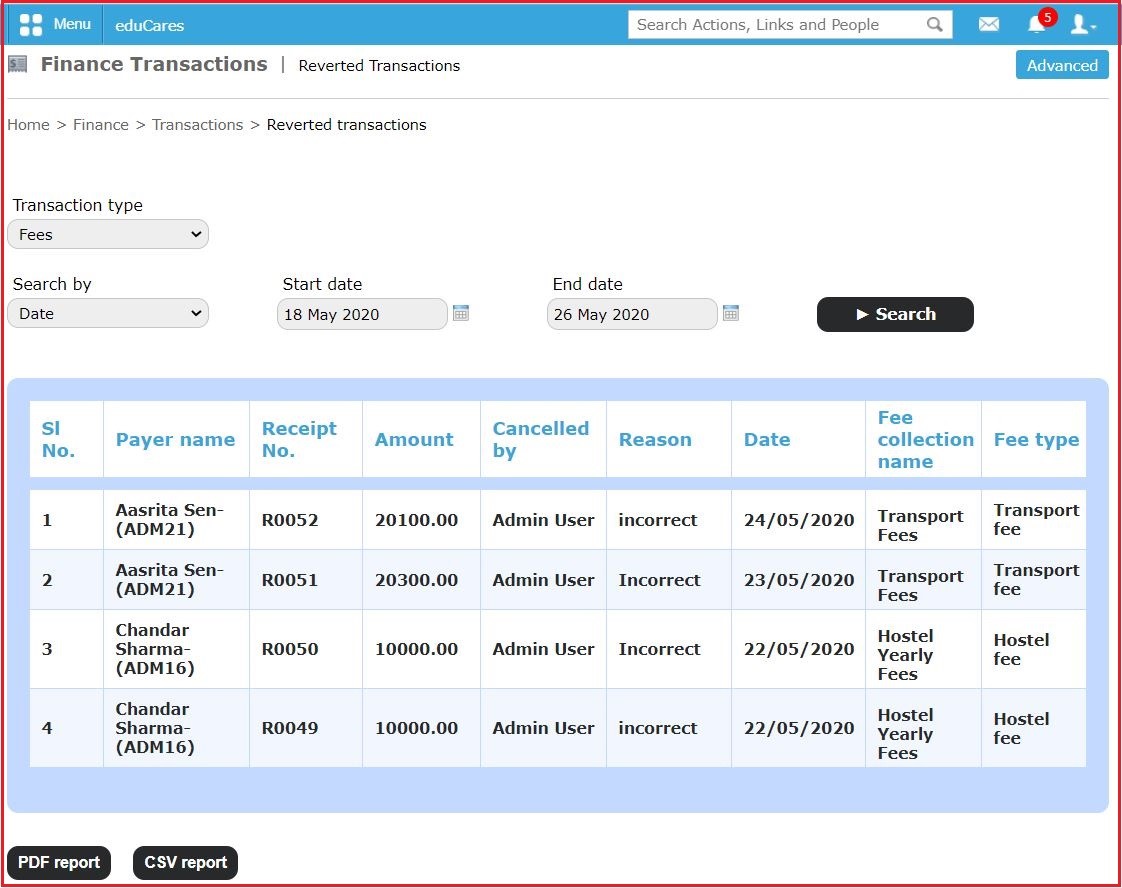 Menu eduCares Search Actions, Links and People 5
Finance Transactions | Reverted Transactions Advanced
Home > Finance > Transactions > Reverted transactions
Transaction type
Fees
Search by Start date End date
Date 18 May 2020 26 May 2020 ► Search
Sl No. Payer name Receipt No. Amount Cancelled by Reason Date Fee collection name Fee type
1 Aasrita Sen- (ADM21) R0052 20100.00 Admin User incorrect 24/05/2020 Transport Fees Transport fee
2 Aasrita Sen- (ADM21) R0051 20300.00 Admin User Incorrect 23/05/2020 Transport Fees Transport fee
3 Chandar Sharma- (ADM16) R0050 10000.00 Admin User Incorrect 22/05/2020 Hostel Yearly Fees Hostel fee
4 Chandar Sharma- (ADM16) R0049 10000.00 Admin User incorrect 22/05/2020 Hostel Yearly Fees Hostel fee
PDF report CSV report